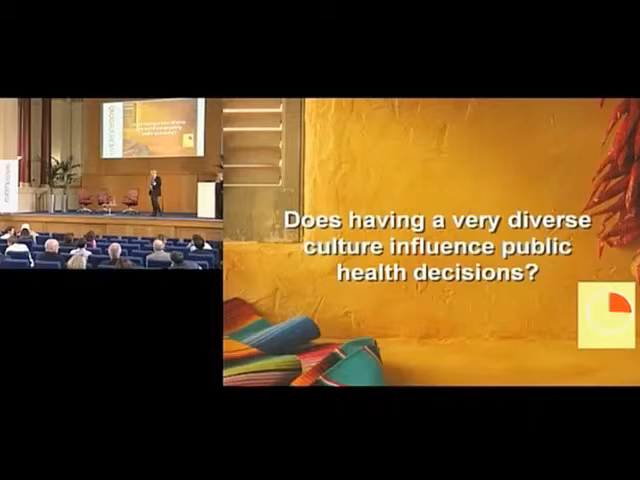 Does having a very diverse
culture influence public
health decisions?